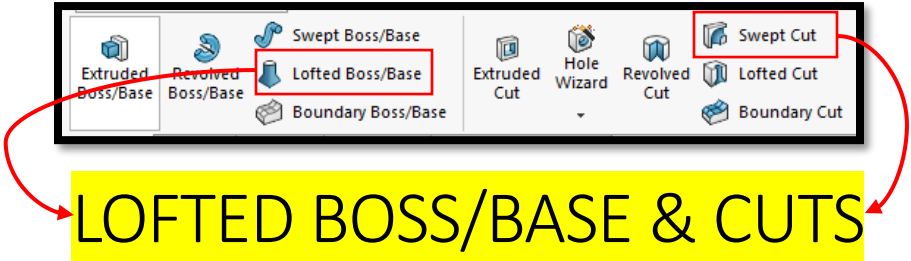 Extruded Boss/Base
Revolved Boss/Base
Swept Boss/Base
Lofted Boss/Base
Boundary Boss/Base
Extruded Cut
Hole Wizard
Revolved Cut
Swept Cut
Lofted Cut
Boundary Cut
LOFTED BOSS/BASE & CUTS